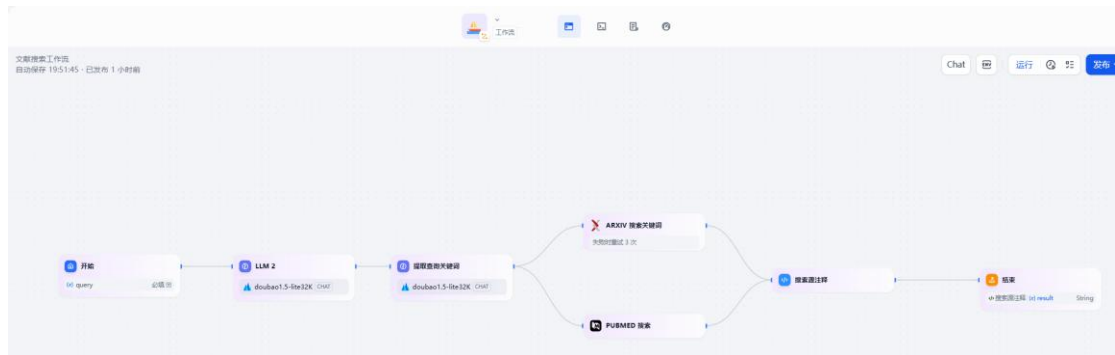 工作流
文献搜索工作流
自动保存 19:51:45 · 已发布 1 小时前
Chat
ENV
运行
发布
开始
{x} query 必填
LLM 2
doubao1.5-lite32K CHAT
提取查询关键词
doubao1.5-lite32K CHAT
ARXIV 搜索关键词
失败时重试 3 次
PUBMED 搜索
搜索源注释
结束
搜索源注释 {x} result String